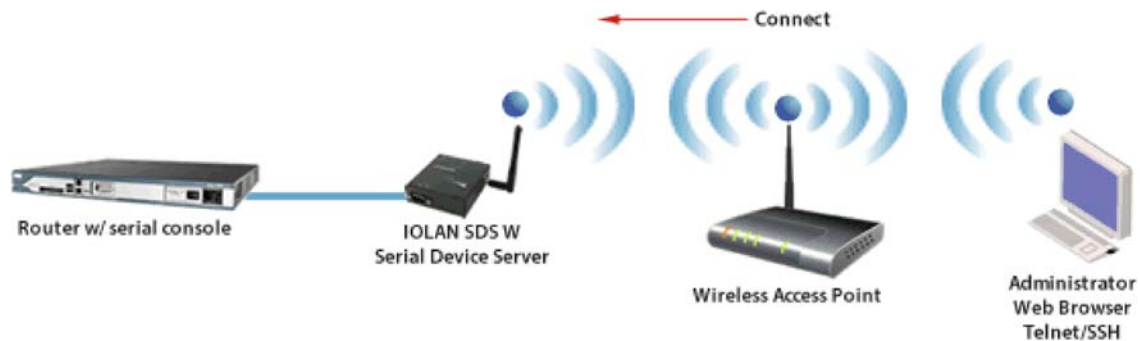 Connect
Router w/ serial console
IOLAN SDS W
Serial Device Server
Wireless Access Point
Administrator
Web Browser
Telnet/SSH